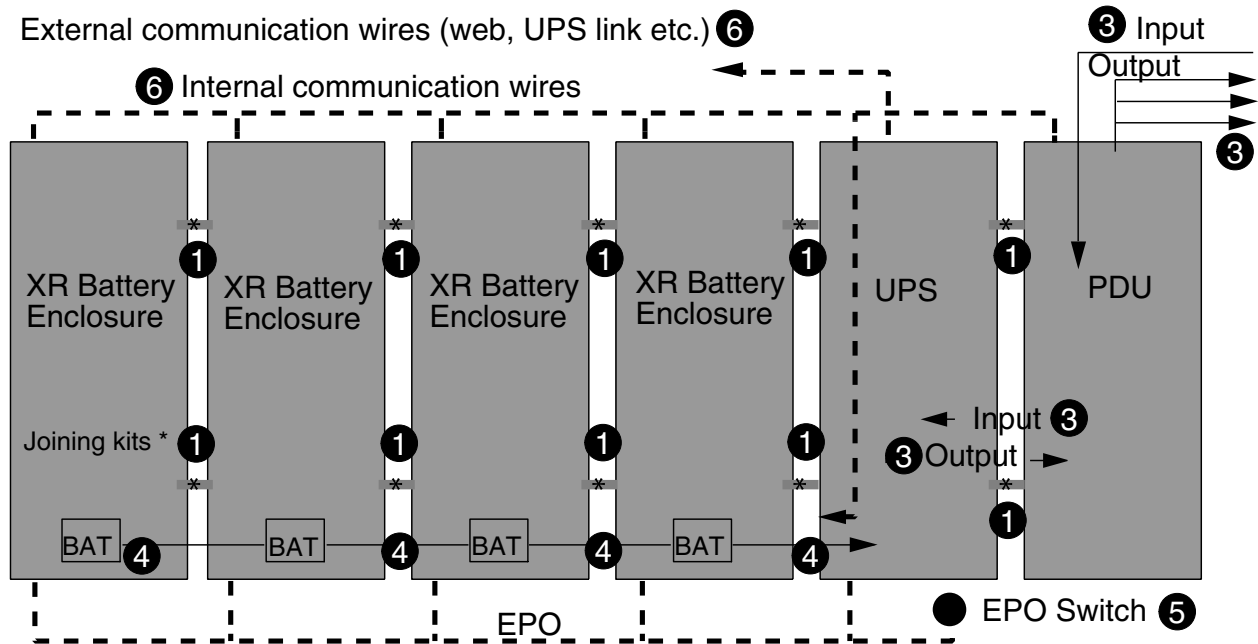 External communication wires (web, UPS link etc.) 6
3 Input
Output
6 Internal communication wires
3
* * * * *
1 1 1 1 1
XR Battery
Enclosure
XR Battery
Enclosure
XR Battery
Enclosure
XR Battery
Enclosure
UPS
PDU
Input 3
Joining kits * 1 1 1 1
3 Output
* * * * *
1
BAT 4 BAT 4 BAT 4 BAT 4
EPO Switch 5
EPO